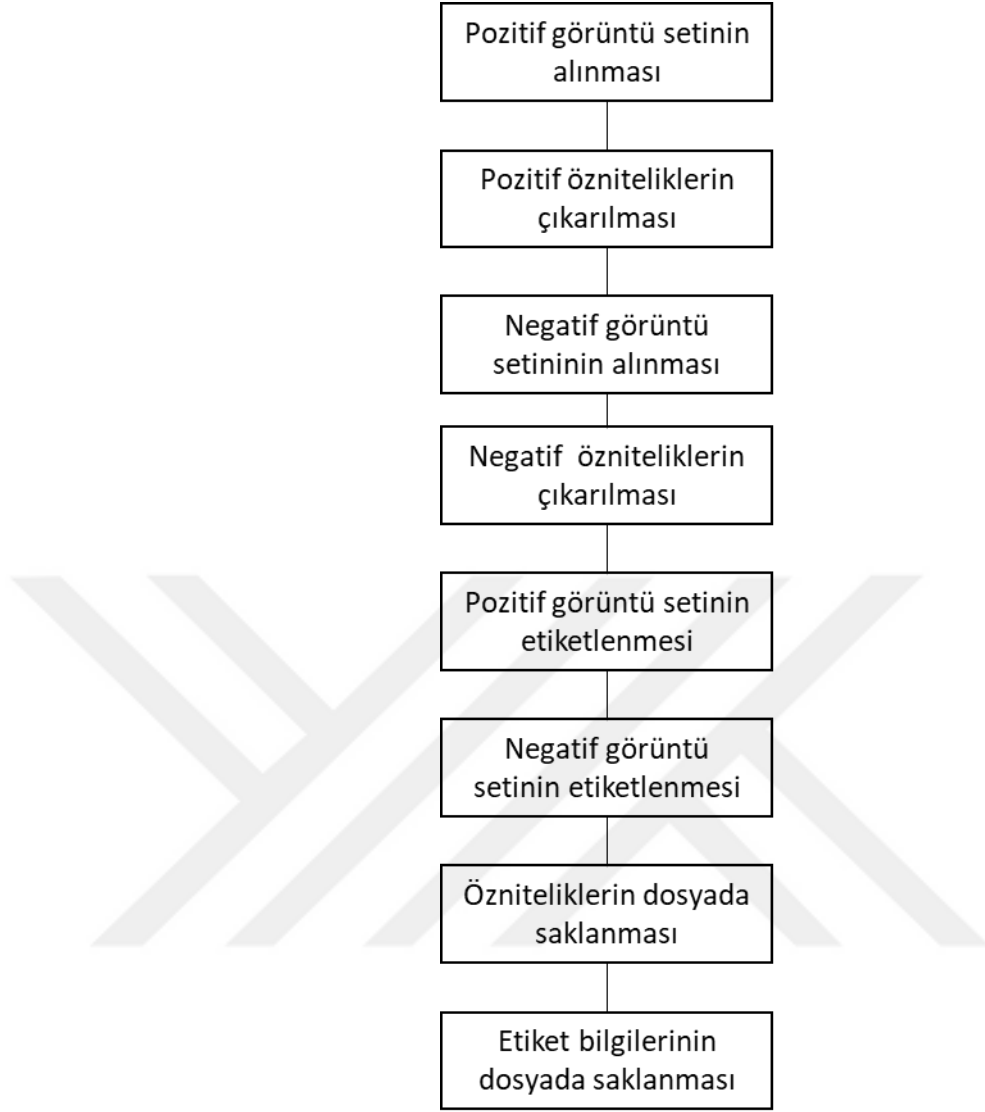 Pozitif görüntü setinin
alınması
Pozitif özniteliklerin
çıkarılması
Negatif görüntü
setininin alınması
Negatif  özniteliklerin
çıkarılması
Pozitif görüntü setinin
etiketlenmesi
Negatif görüntü
setinin etiketlenmesi
Özniteliklerin dosyada
saklanması
Etiket bilgilerinin
dosyada saklanması